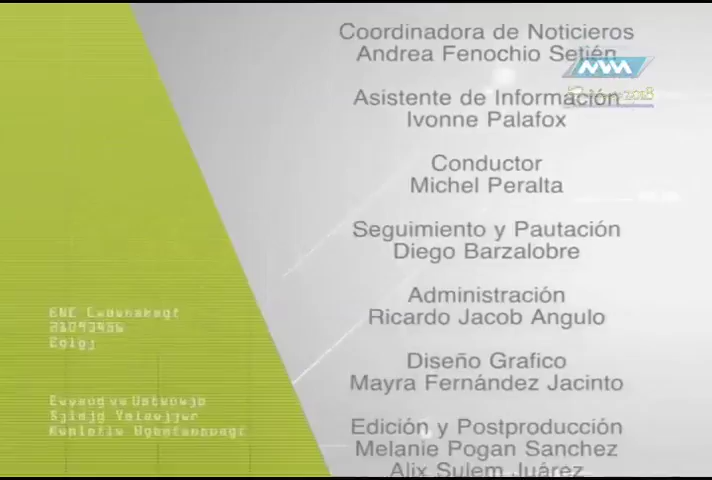 Coordinadora de Noticieros
Andrea Fenochio Setién
MVM
Asistente de Información
Ivonne Palafox
Conductor
Michel Peralta
Seguimiento y Pautación
Diego Barzalobre
Administración
Ricardo Jacob Angulo
Diseño Grafico
Mayra Fernández Jacinto
Edición y Postproducción
Melanie Pogan Sanchez
Alix Sulem Juárez